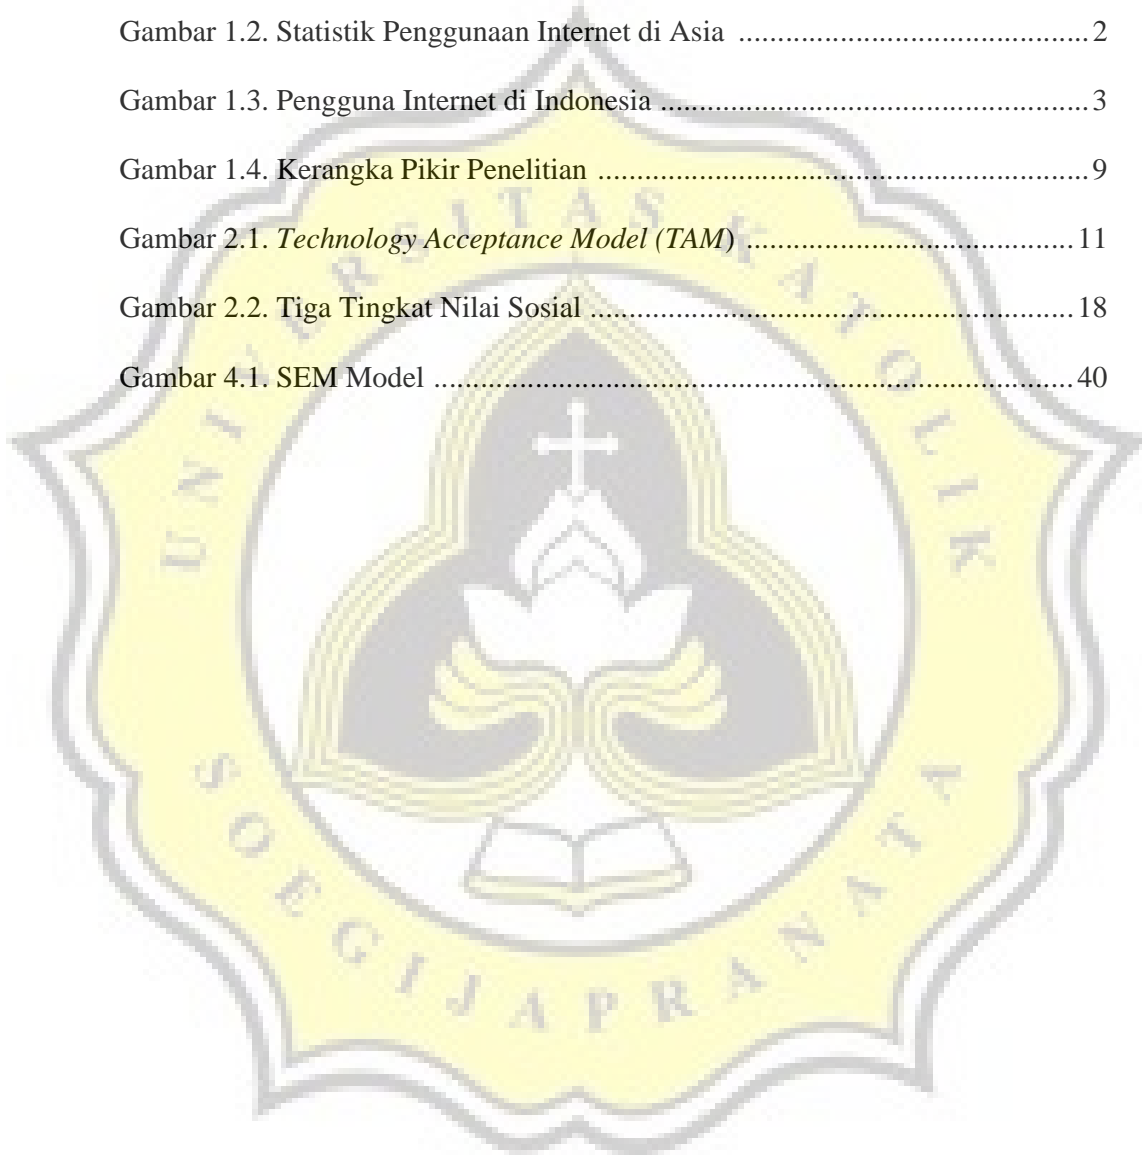 Gambar 1.2. Statistik Penggunaan Internet di Asia ............................................ 2
Gambar 1.3. Pengguna Internet di Indonesia ...................................................... 3
Gambar 1.4. Kerangka Pikir Penelitian .............................................................. 9
Gambar 2.1. Technology Acceptance Model (TAM) ......................................... 11
Gambar 2.2. Tiga Tingkat Nilai Sosial ............................................................. 18
Gambar 4.1. SEM Model ................................................................................ 40
UNIVERSITAS KATOLIK
SOEGIJAPRANATA